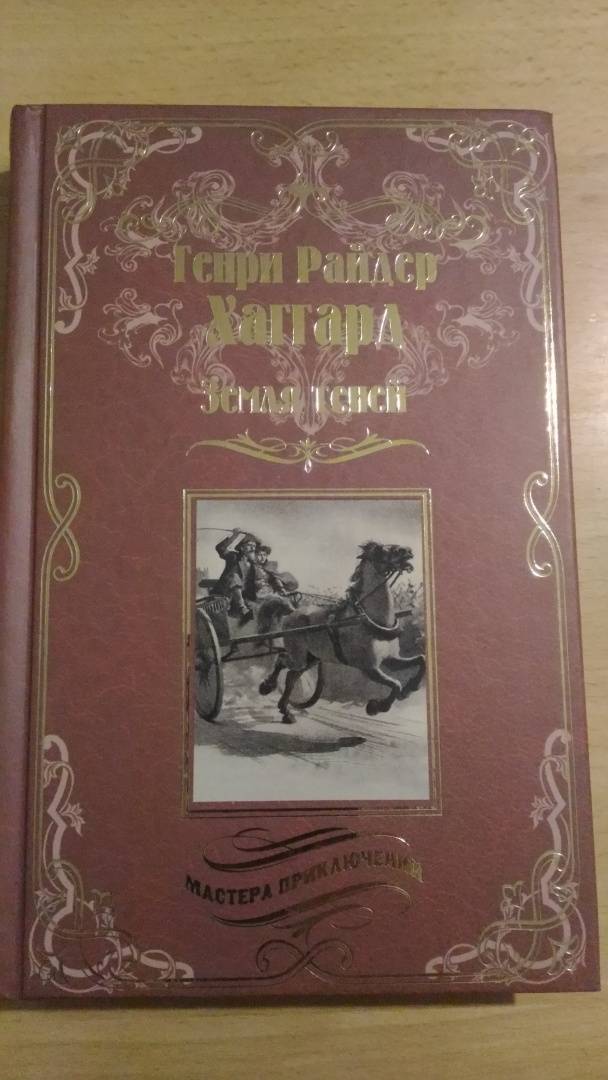 Генри Райдер
Хаггард
Земля теней
МАСТЕРА ПРИКЛЮЧЕНИЙ